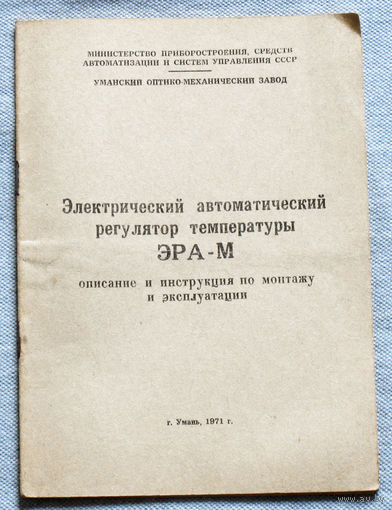 МИНИСТЕРСТВО ПРИБОРОСТРОЕНИЯ, СРЕДСТВ
АВТОМАТИЗАЦИИ И СИСТЕМ УПРАВЛЕНИЯ СССР
УМАНСКИЙ ОПТИКО-МЕХАНИЧЕСКИЙ ЗАВОД
Электрический автоматический
регулятор температуры
ЭРА-М
описание и инструкция по монтажу
и эксплуатации
г. Умань, 1971 г.